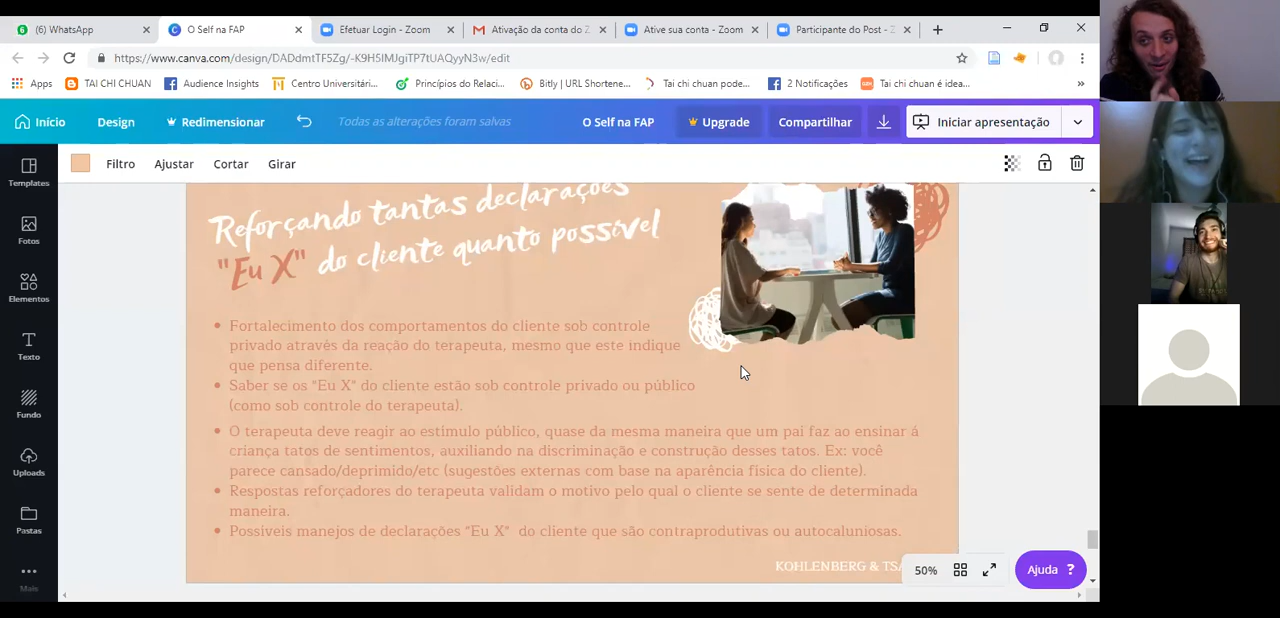 (6) WhatsApp
O Self na FAP
Efetuar Login - Zoom
Ativação da conta do Z
Ative sua conta - Zoom
Participante do Post - Z
https://www.canva.com/design/DADdmtTF5Zg/-K9H5IMJgiTP7tUAQyyN3w/edit
Apps
TAI CHI CHUAN
Audience Insights
Centro Universitári...
Princípios do Relaci...
Bitly | URL Shortene...
Tai chi chuan pode...
2 Notificações
Tai chi chuan é idea...
Início
Design
Redimensionar
Todas as alterações foram salvas
O Self na FAP
Upgrade
Compartilhar
Iniciar apresentação
Filtro
Ajustar
Cortar
Girar
Templates
Fotos
Elementos
Texto
Fundo
Uploads
Pastas
Mais
Reforçando tantas declarações
"Eu X" do cliente quanto possível
• Fortalecimento dos comportamentos do cliente sob controle
privado através da reação do terapeuta, mesmo que este indique
que pensa diferente.
• Saber se os "Eu X" do cliente estão sob controle privado ou público
(como sob controle do terapeuta).
• O terapeuta deve reagir ao estímulo público, quase da mesma maneira que um pai faz ao ensinar á
criança tatos de sentimentos, auxiliando na discriminação e construção desses tatos. Ex: você
parece cansado/deprimido/etc (sugestões externas com base na aparência física do cliente).
• Respostas reforçadores do terapeuta validam o motivo pelo qual o cliente se sente de determinada
maneira.
• Possiveis manejos de declarações "Eu X" do cliente que são contraprodutivas ou autocaluniosas.
KOHLENBERG & TSA
50%
Ajuda ?